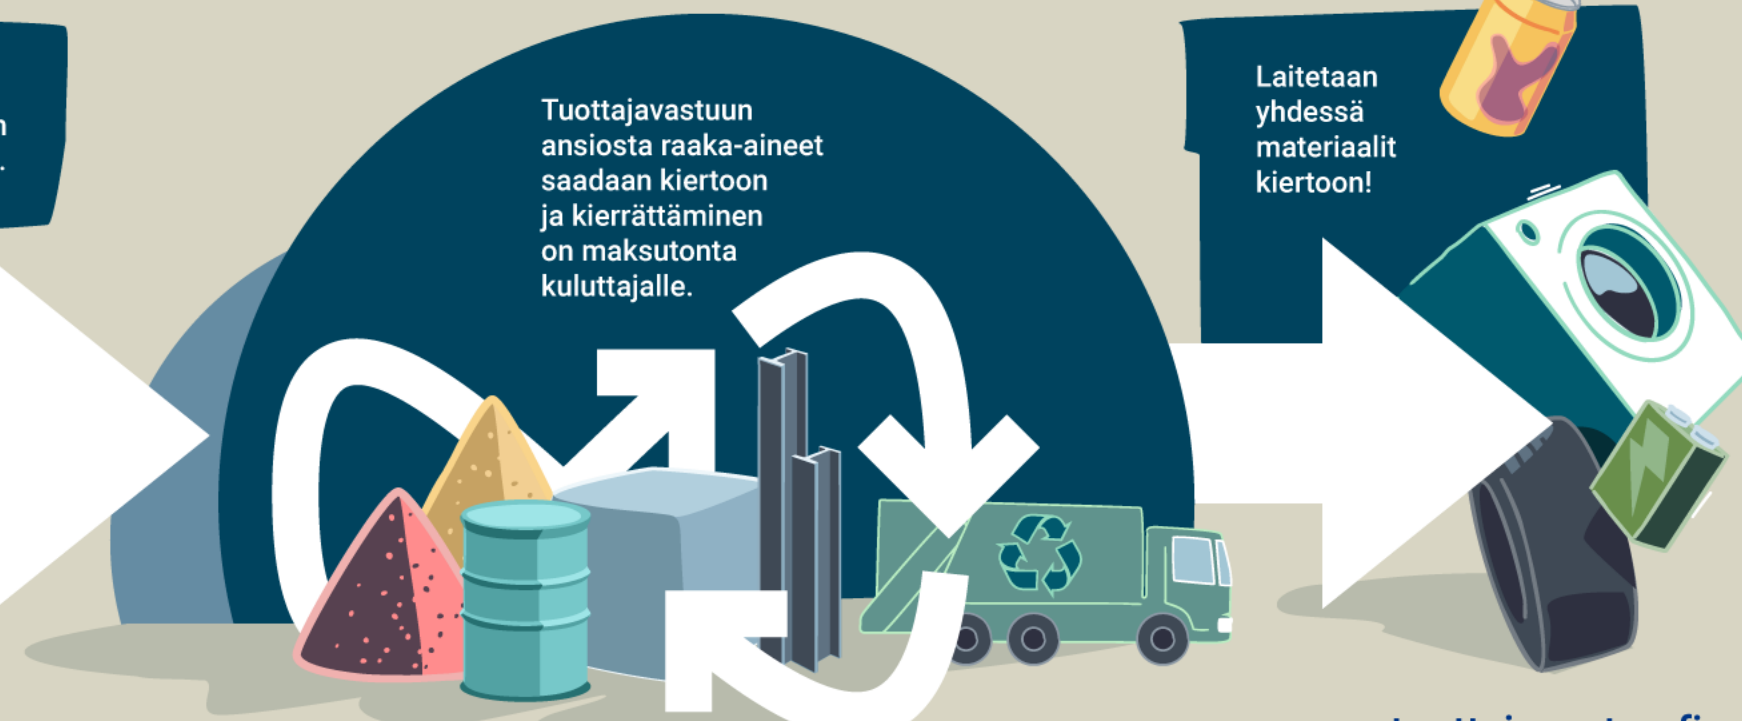 Tuottajavastuun
ansiosta raaka-aineet
saadaan kiertoon
ja kierrättäminen
on maksutonta
kuluttajalle.
Laitetaan
yhdessä
materiaalit
kiertoon!